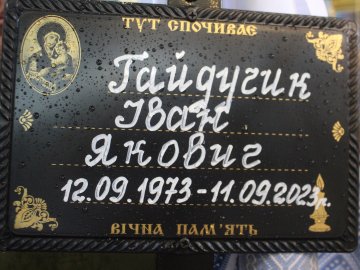 ТУТ СПОЧИВАЄ
Гайдучик
Іван
Якович
12.09.1973 - 11.09.2023р.
ВІЧНА ПАМ'ЯТЬ